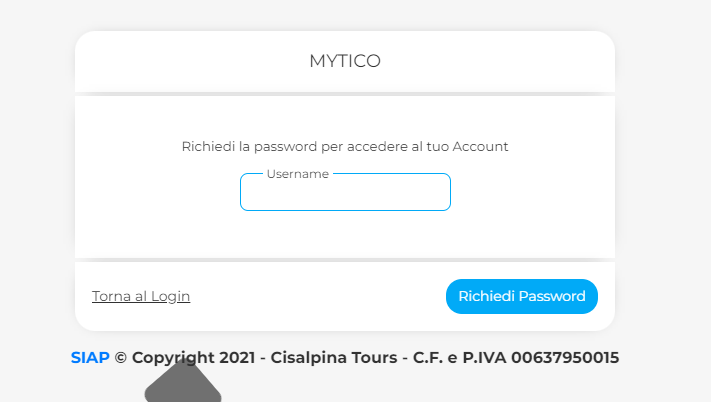 MYTICO
Richiedi la password per accedere al tuo Account
Username
Torna al Login
Richiedi Password
SIAP © Copyright 2021 - Cisalpina Tours - C.F. e P.IVA 00637950015